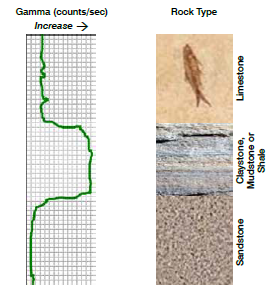 Gamma (counts/sec)
Increase →
Rock Type
Limestone
Claystone,
Mudstone or
Shale
Sandstone